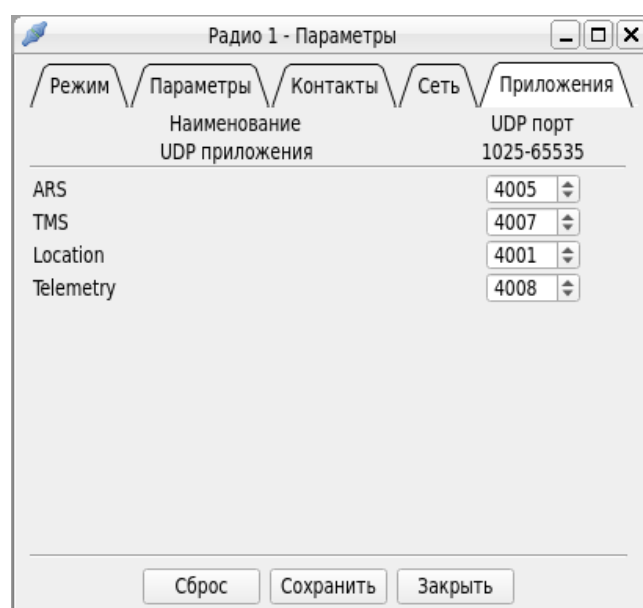 Радио 1 - Параметры
Режим Параметры Контакты Сеть Приложения
Наименование UDP порт
UDP приложения 1025-65535
ARS 4005
TMS 4007
Location 4001
Telemetry 4008
Сброс Сохранить Закрыть